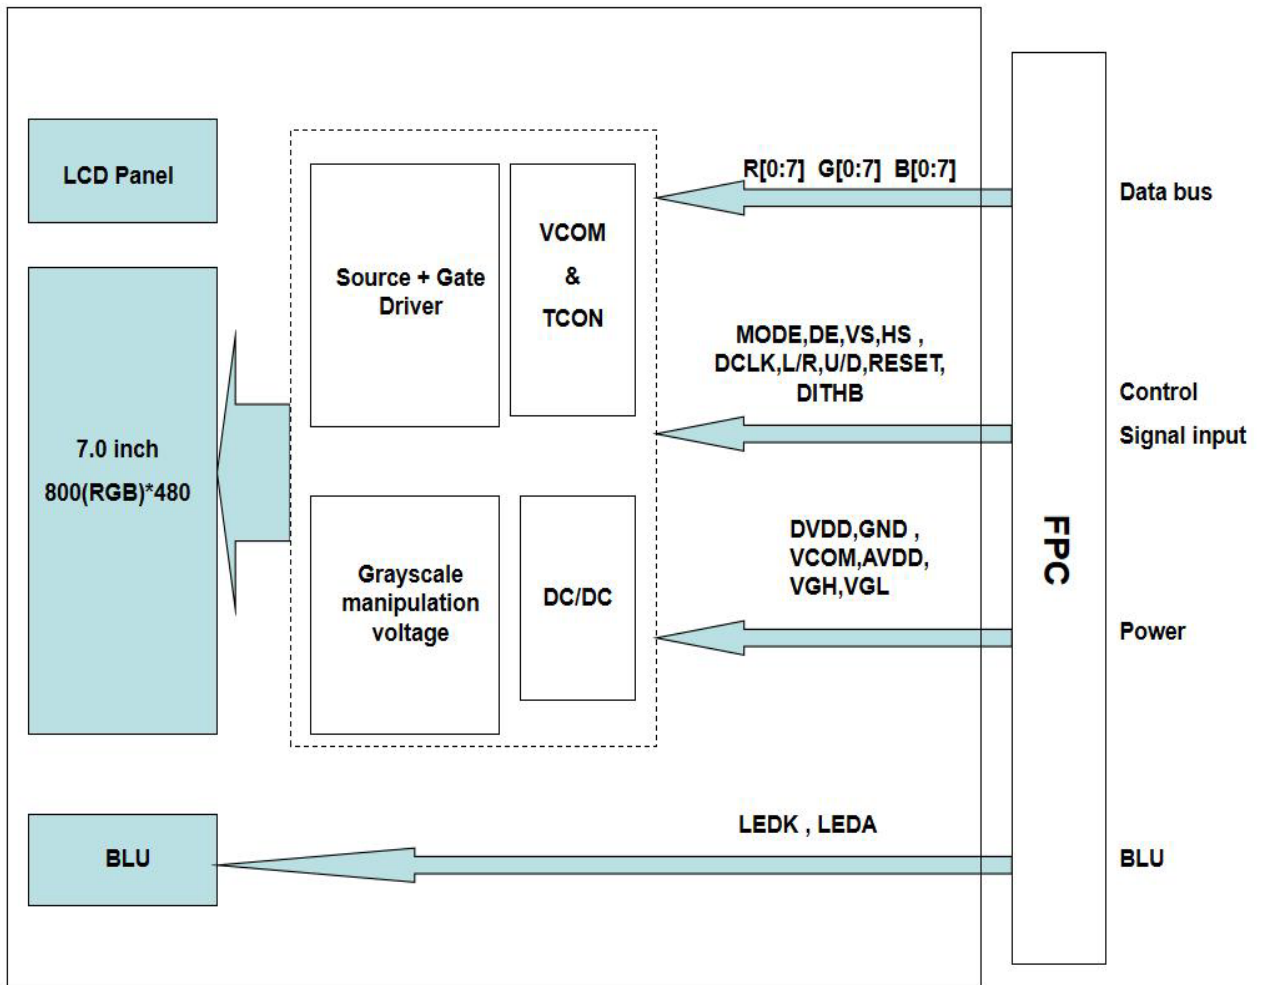 LCD Panel
7.0 inch
800(RGB)*480
BLU
Source + Gate
Driver
VCOM
&
TCON
Grayscale
manipulation
voltage
DC/DC
R[0:7] G[0:7] B[0:7]
MODE,DE,VS,HS ,
DCLK,L/R,U/D,RESET,
DITHB
DVDD,GND ,
VCOM,AVDD,
VGH,VGL
LEDK , LEDA
FPC
Data bus
Control
Signal input
Power
BLU